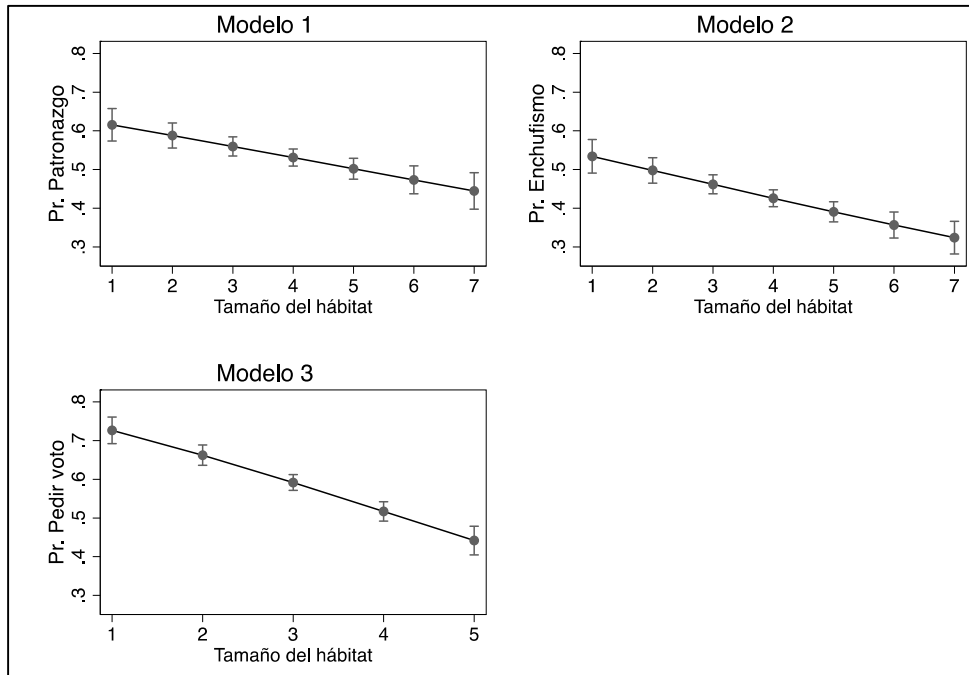 Modelo 1
Pr. Patronazgo
.8
.7
.6
.5
.4
.3
1 2 3 4 5 6 7
Tamaño del hábitat
Modelo 2
Pr. Enchufismo
.8
.7
.6
.5
.4
.3
1 2 3 4 5 6 7
Tamaño del hábitat
Modelo 3
Pr. Pedir voto
.8
.7
.6
.5
.4
.3
1 2 3 4 5
Tamaño del hábitat